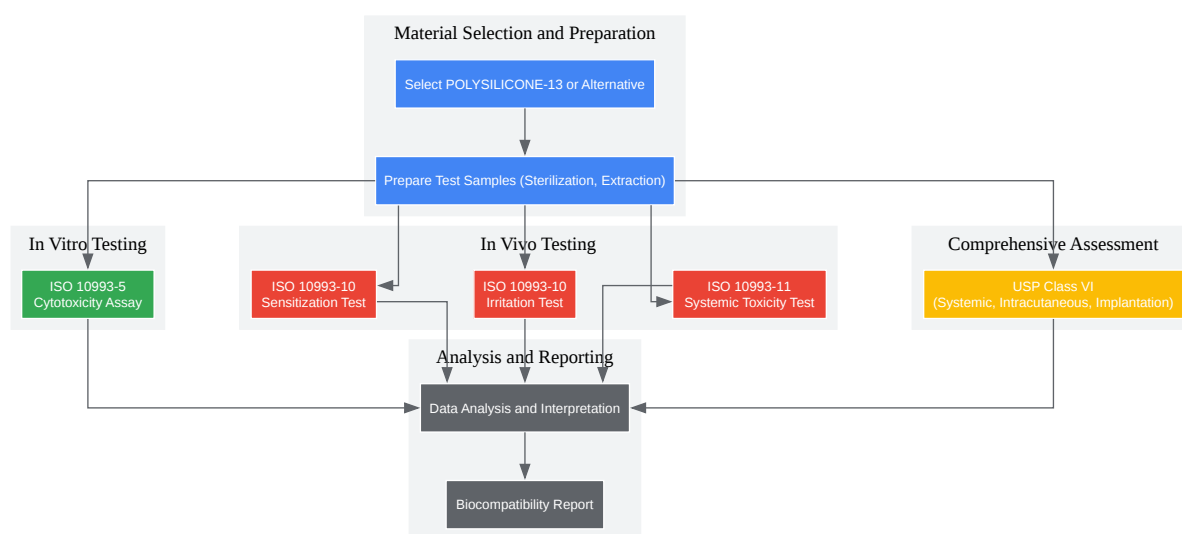 Material Selection and Preparation
Select POLYSILICONE-13 or Alternative
Prepare Test Samples (Sterilization, Extraction)
In Vitro Testing
ISO 10993-5
Cytotoxicity Assay
In Vivo Testing
ISO 10993-10
Sensitization Test
ISO 10993-10
Irritation Test
ISO 10993-11
Systemic Toxicity Test
Comprehensive Assessment
USP Class VI
(Systemic, Intracutaneous, Implantation)
Analysis and Reporting
Data Analysis and Interpretation
Biocompatibility Report